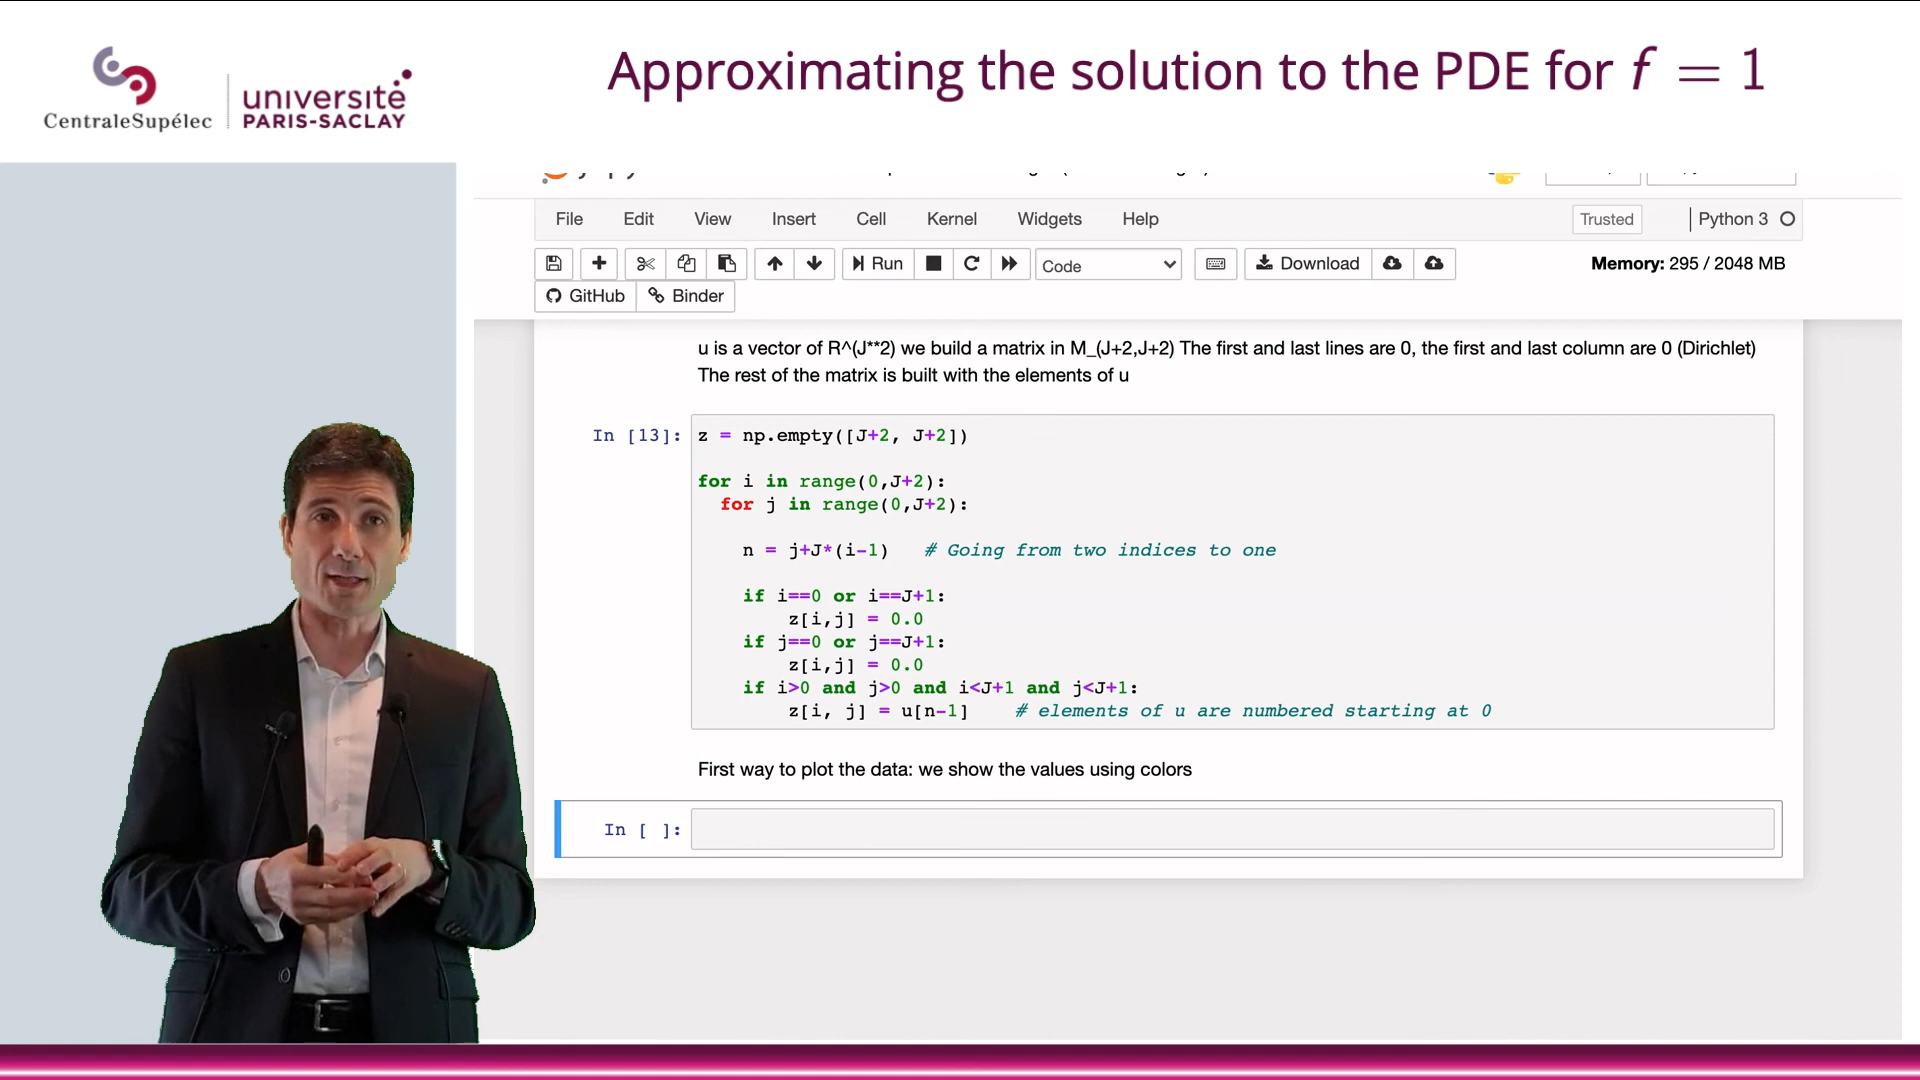 Approximating the solution to the PDE for f = 1
CentraleSupélec
université
PARIS-SACLAY
File Edit View Insert Cell Kernel Widgets Help Trusted Python 3
Run Code Download Memory: 295 / 2048 MB
GitHub Binder
u is a vector of R^(J**2) we build a matrix in M_(J+2,J+2) The first and last lines are 0, the first and last column are 0 (Dirichlet)
The rest of the matrix is built with the elements of u
In [13]: z = np.empty([J+2, J+2])
for i in range(0,J+2):
for j in range(0,J+2):
n = j+J*(i-1) # Going from two indices to one
if i==0 or i==J+1:
z[i,j] = 0.0
if j==0 or j==J+1:
z[i,j] = 0.0
if i>0 and j>0 and i<J+1 and j<J+1:
z[i, j] = u[n-1] # elements of u are numbered starting at 0
First way to plot the data: we show the values using colors
In [ ]: